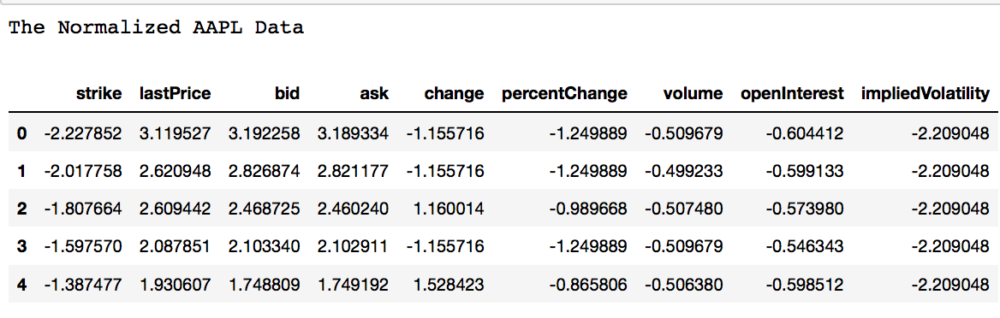 The Normalized AAPL Data
strike lastPrice bid ask change percentChange volume openInterest impliedVolatility
0 -2.227852 3.119527 3.192258 3.189334 -1.155716 -1.249889 -0.509679 -0.604412 -2.209048
1 -2.017758 2.620948 2.826874 2.821177 -1.155716 -1.249889 -0.499233 -0.599133 -2.209048
2 -1.807664 2.609442 2.468725 2.460240 1.160014 -0.989668 -0.507480 -0.573980 -2.209048
3 -1.597570 2.087851 2.103340 2.102911 -1.155716 -1.249889 -0.509679 -0.546343 -2.209048
4 -1.387477 1.930607 1.748809 1.749192 1.528423 -0.865806 -0.506380 -0.598512 -2.209048